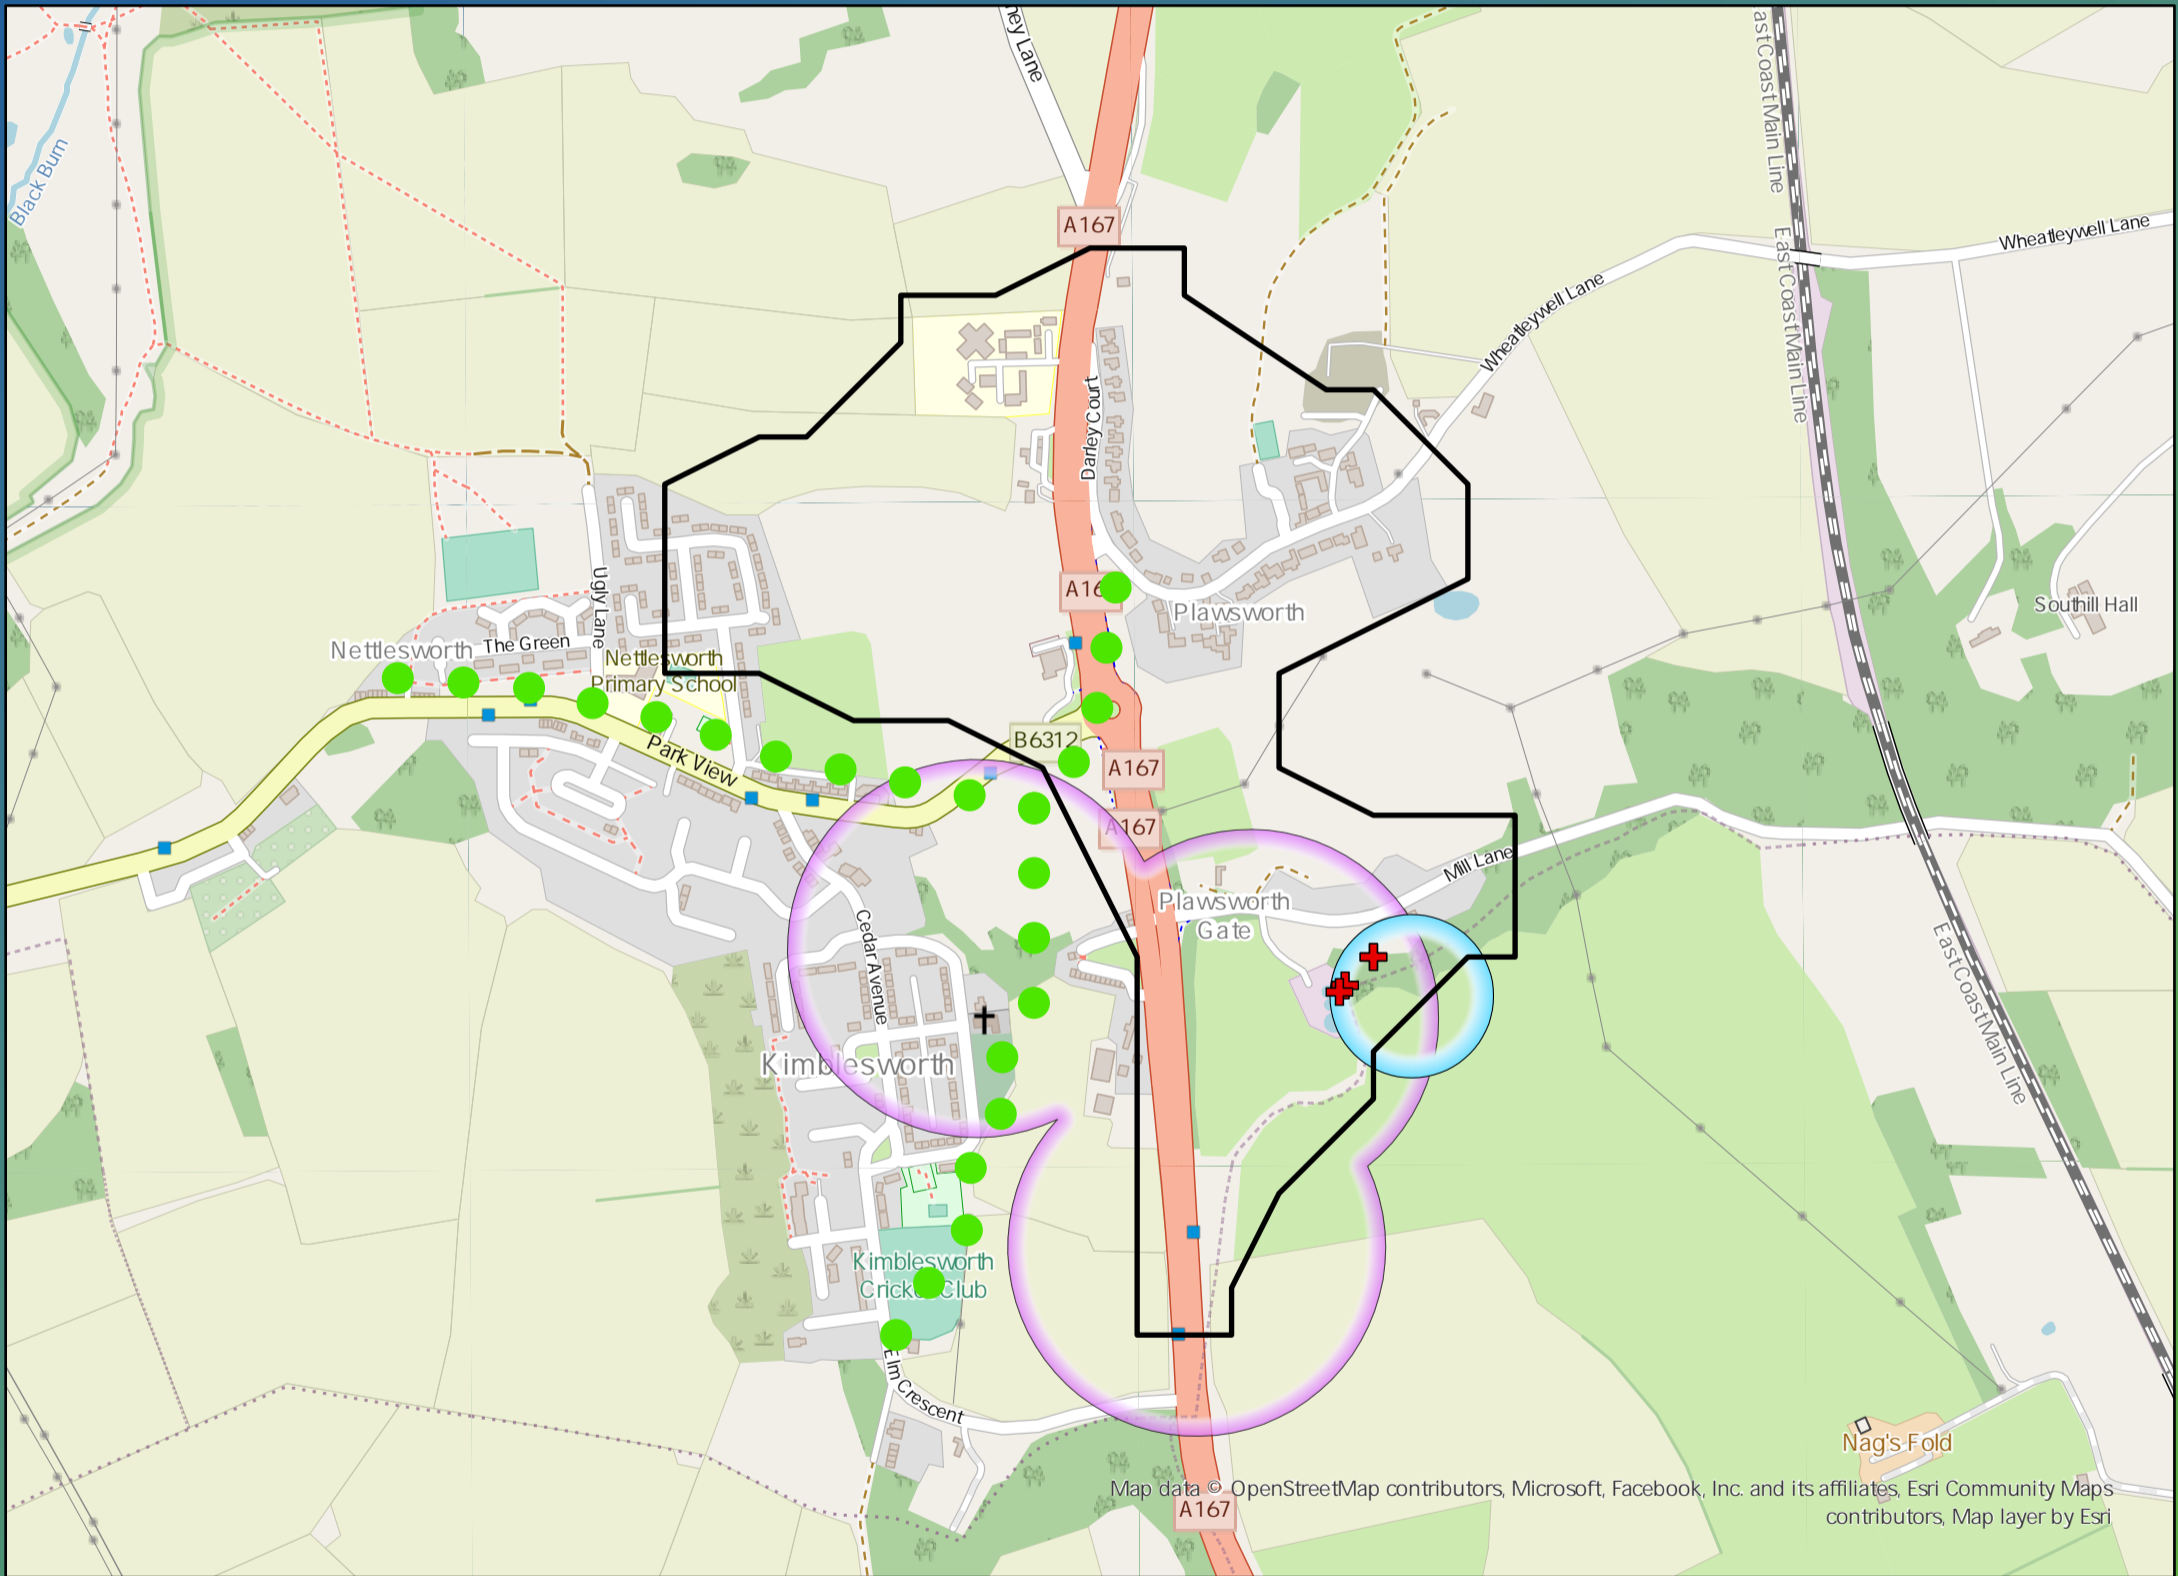 ney Lane
East Coast Main Line
Black Burn
A167
Wheatleywell Lane
East Coast Main Line
Wheatleywell Lane
Darley Court
Ugly Lane
A16
Plawsworth
Southill Hall
The Green
Nettlesworth
Nettlesworth
Primary School
Park View
B6312
A167
A167
Mill Lane
Plawsworth
Gate
Cedar Avenue
East Coast Main Line
Kimblesworth
Kimblesworth
Cricket Club
Elm Crescent
Nag's Fold
Map data © OpenStreetMap contributors, Microsoft, Facebook, Inc. and its affiliates, Esri Community Maps
contributors, Map layer by Esri
A167